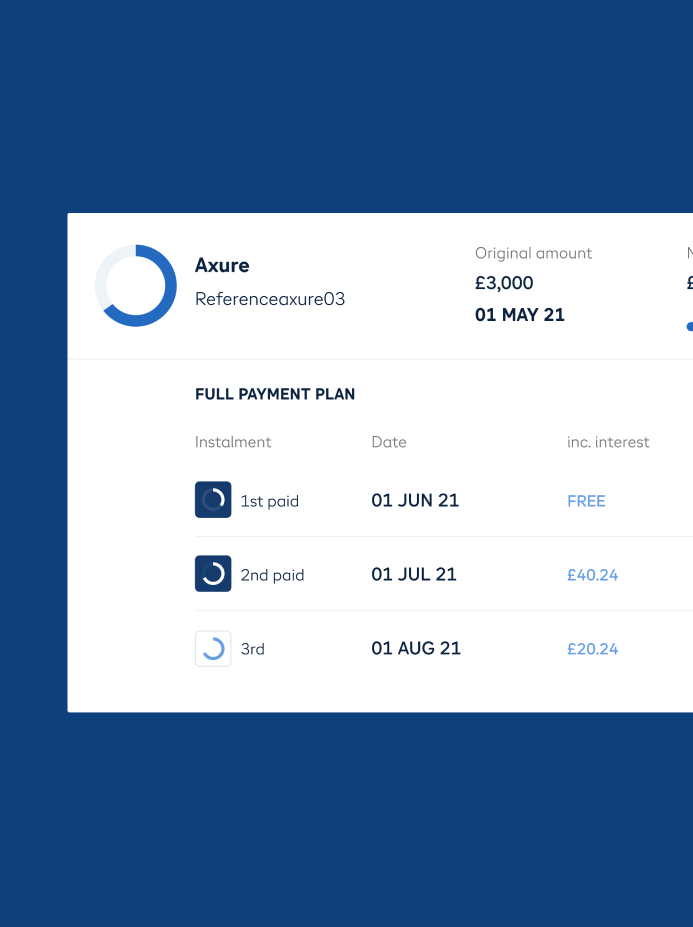 Axure
Referenceaxure03
Original amount
£3,000
01 MAY 21
FULL PAYMENT PLAN
Instalment Date inc. interest
1st paid 01 JUN 21 FREE
2nd paid 01 JUL 21 £40.24
3rd 01 AUG 21 £20.24